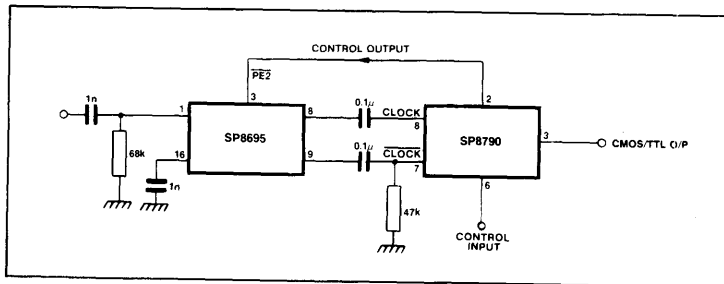 CONTROL OUTPUT
PE2
1n
1
3
8
0.1μ
CLOCK
8
2
SP8695
SP8790
3
CMOS/TTL O/P
68k
16
9
0.1μ
CLOCK
7
6
1n
47k
CONTROL
INPUT